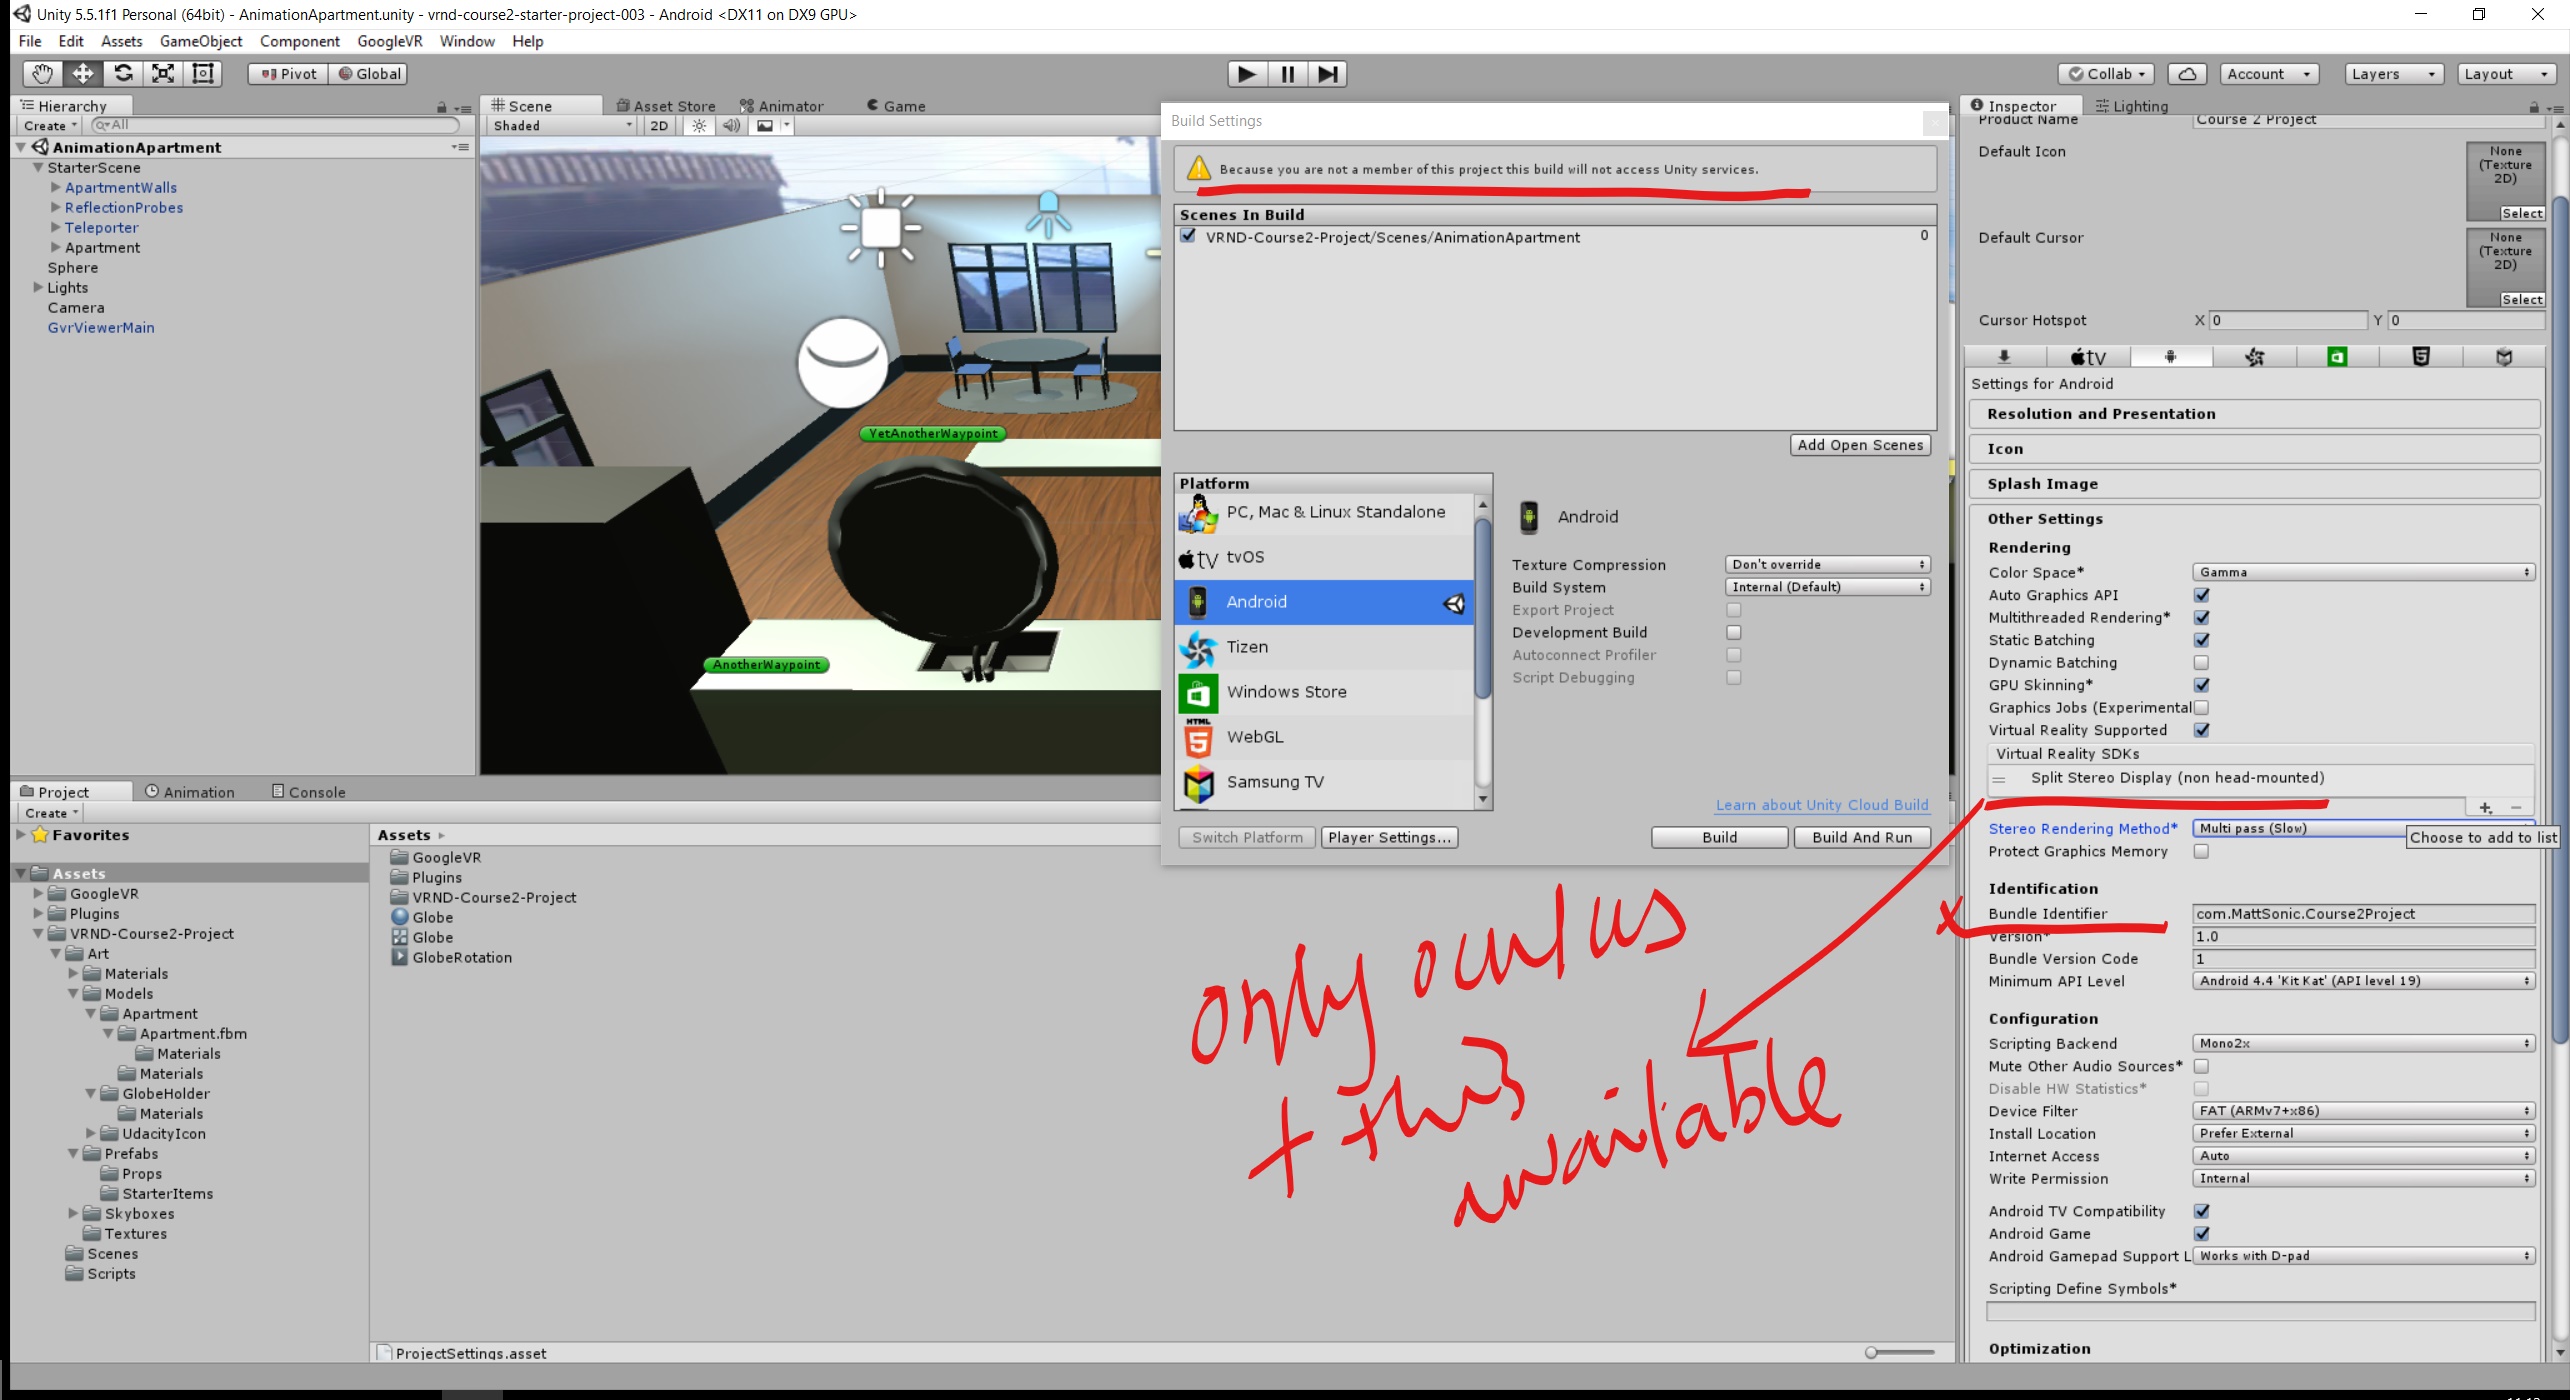 Unity 5.5.1f1 Personal (64bit) - AnimationApartment.unity - vrnd-course2-starter-project-003 - Android <DX11 on DX9 GPU>
File Edit Assets GameObject Component GoogleVR Window Help
Pivot Global
Collab Account Layers Layout
Hierarchy
Create All
AnimationApartment
StarterScene
ApartmentWalls
ReflectionProbes
Teleporter
Apartment
Sphere
Lights
Camera
GvrViewerMain
Scene Asset Store Animator Game
Shaded 2D
YetAnotherWaypoint
AnotherWaypoint
Build Settings
Because you are not a member of this project this build will not access Unity services.
Scenes In Build
VRND-Course2-Project/Scenes/AnimationApartment 0
Add Open Scenes
Platform
PC, Mac & Linux Standalone
tv tvOS
Android
Tizen
Windows Store
HTML
WebGL
Samsung TV
Android
Texture Compression Don't override
Build System Internal (Default)
Export Project
Development Build
Autoconnect Profiler
Script Debugging
Learn about Unity Cloud Build
Switch Platform Player Settings... Build Build And Run
only oculus
+ this
available
Inspector Lighting
Product Name Course 2 Project
Default Icon
None
(Texture
2D)
Select
Default Cursor
None
(Texture
2D)
Select
Cursor Hotspot X 0 Y 0
tv
Settings for Android
Resolution and Presentation
Icon
Splash Image
Other Settings
Rendering
Color Space* Gamma
Auto Graphics API
Multithreaded Rendering*
Static Batching
Dynamic Batching
GPU Skinning*
Graphics Jobs (Experimental
Virtual Reality Supported
Virtual Reality SDKs
Split Stereo Display (non head-mounted)
Stereo Rendering Method* Multi pass (Slow)
Choose to add to list
Protect Graphics Memory
Identification
Bundle Identifier com.MattSonic.Course2Project
Version* 1.0
Bundle Version Code 1
Minimum API Level Android 4.4 'Kit Kat' (API level 19)
Configuration
Scripting Backend Mono2x
Mute Other Audio Sources*
Disable HW Statistics*
Device Filter FAT (ARMv7+x86)
Install Location Prefer External
Internet Access Auto
Write Permission Internal
Android TV Compatibility
Android Game
Android Gamepad Support L Works with D-pad
Scripting Define Symbols*
Optimization
Project Animation Console
Create
Favorites
Assets
GoogleVR
Plugins
VRND-Course2-Project
Art
Materials
Models
Apartment
Apartment.fbm
Materials
Materials
GlobeHolder
Materials
UdacityIcon
Prefabs
Props
StarterItems
Skyboxes
Textures
Scenes
Scripts
Assets
GoogleVR
Plugins
VRND-Course2-Project
Globe
Globe
GlobeRotation
ProjectSettings.asset